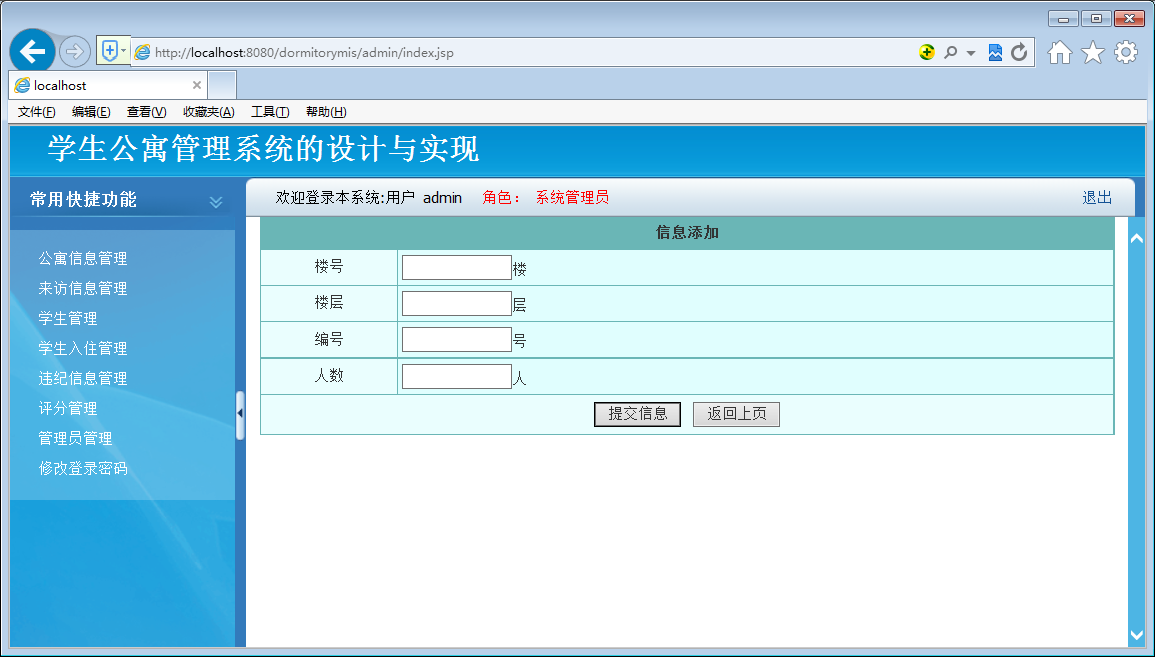 http://localhost:8080/dormitorymis/admin/index.jsp
localhost
文件(F) 编辑(E) 查看(V) 收藏夹(A) 工具(T) 帮助(H)
学生公寓管理系统的设计与实现
常用快捷功能
欢迎登录本系统:用户 admin 角色： 系统管理员 退出
公寓信息管理
来访信息管理
学生管理
学生入住管理
违纪信息管理
评分管理
管理员管理
修改登录密码
信息添加
楼号 楼
楼层 层
编号 号
人数 人
提交信息 返回上页